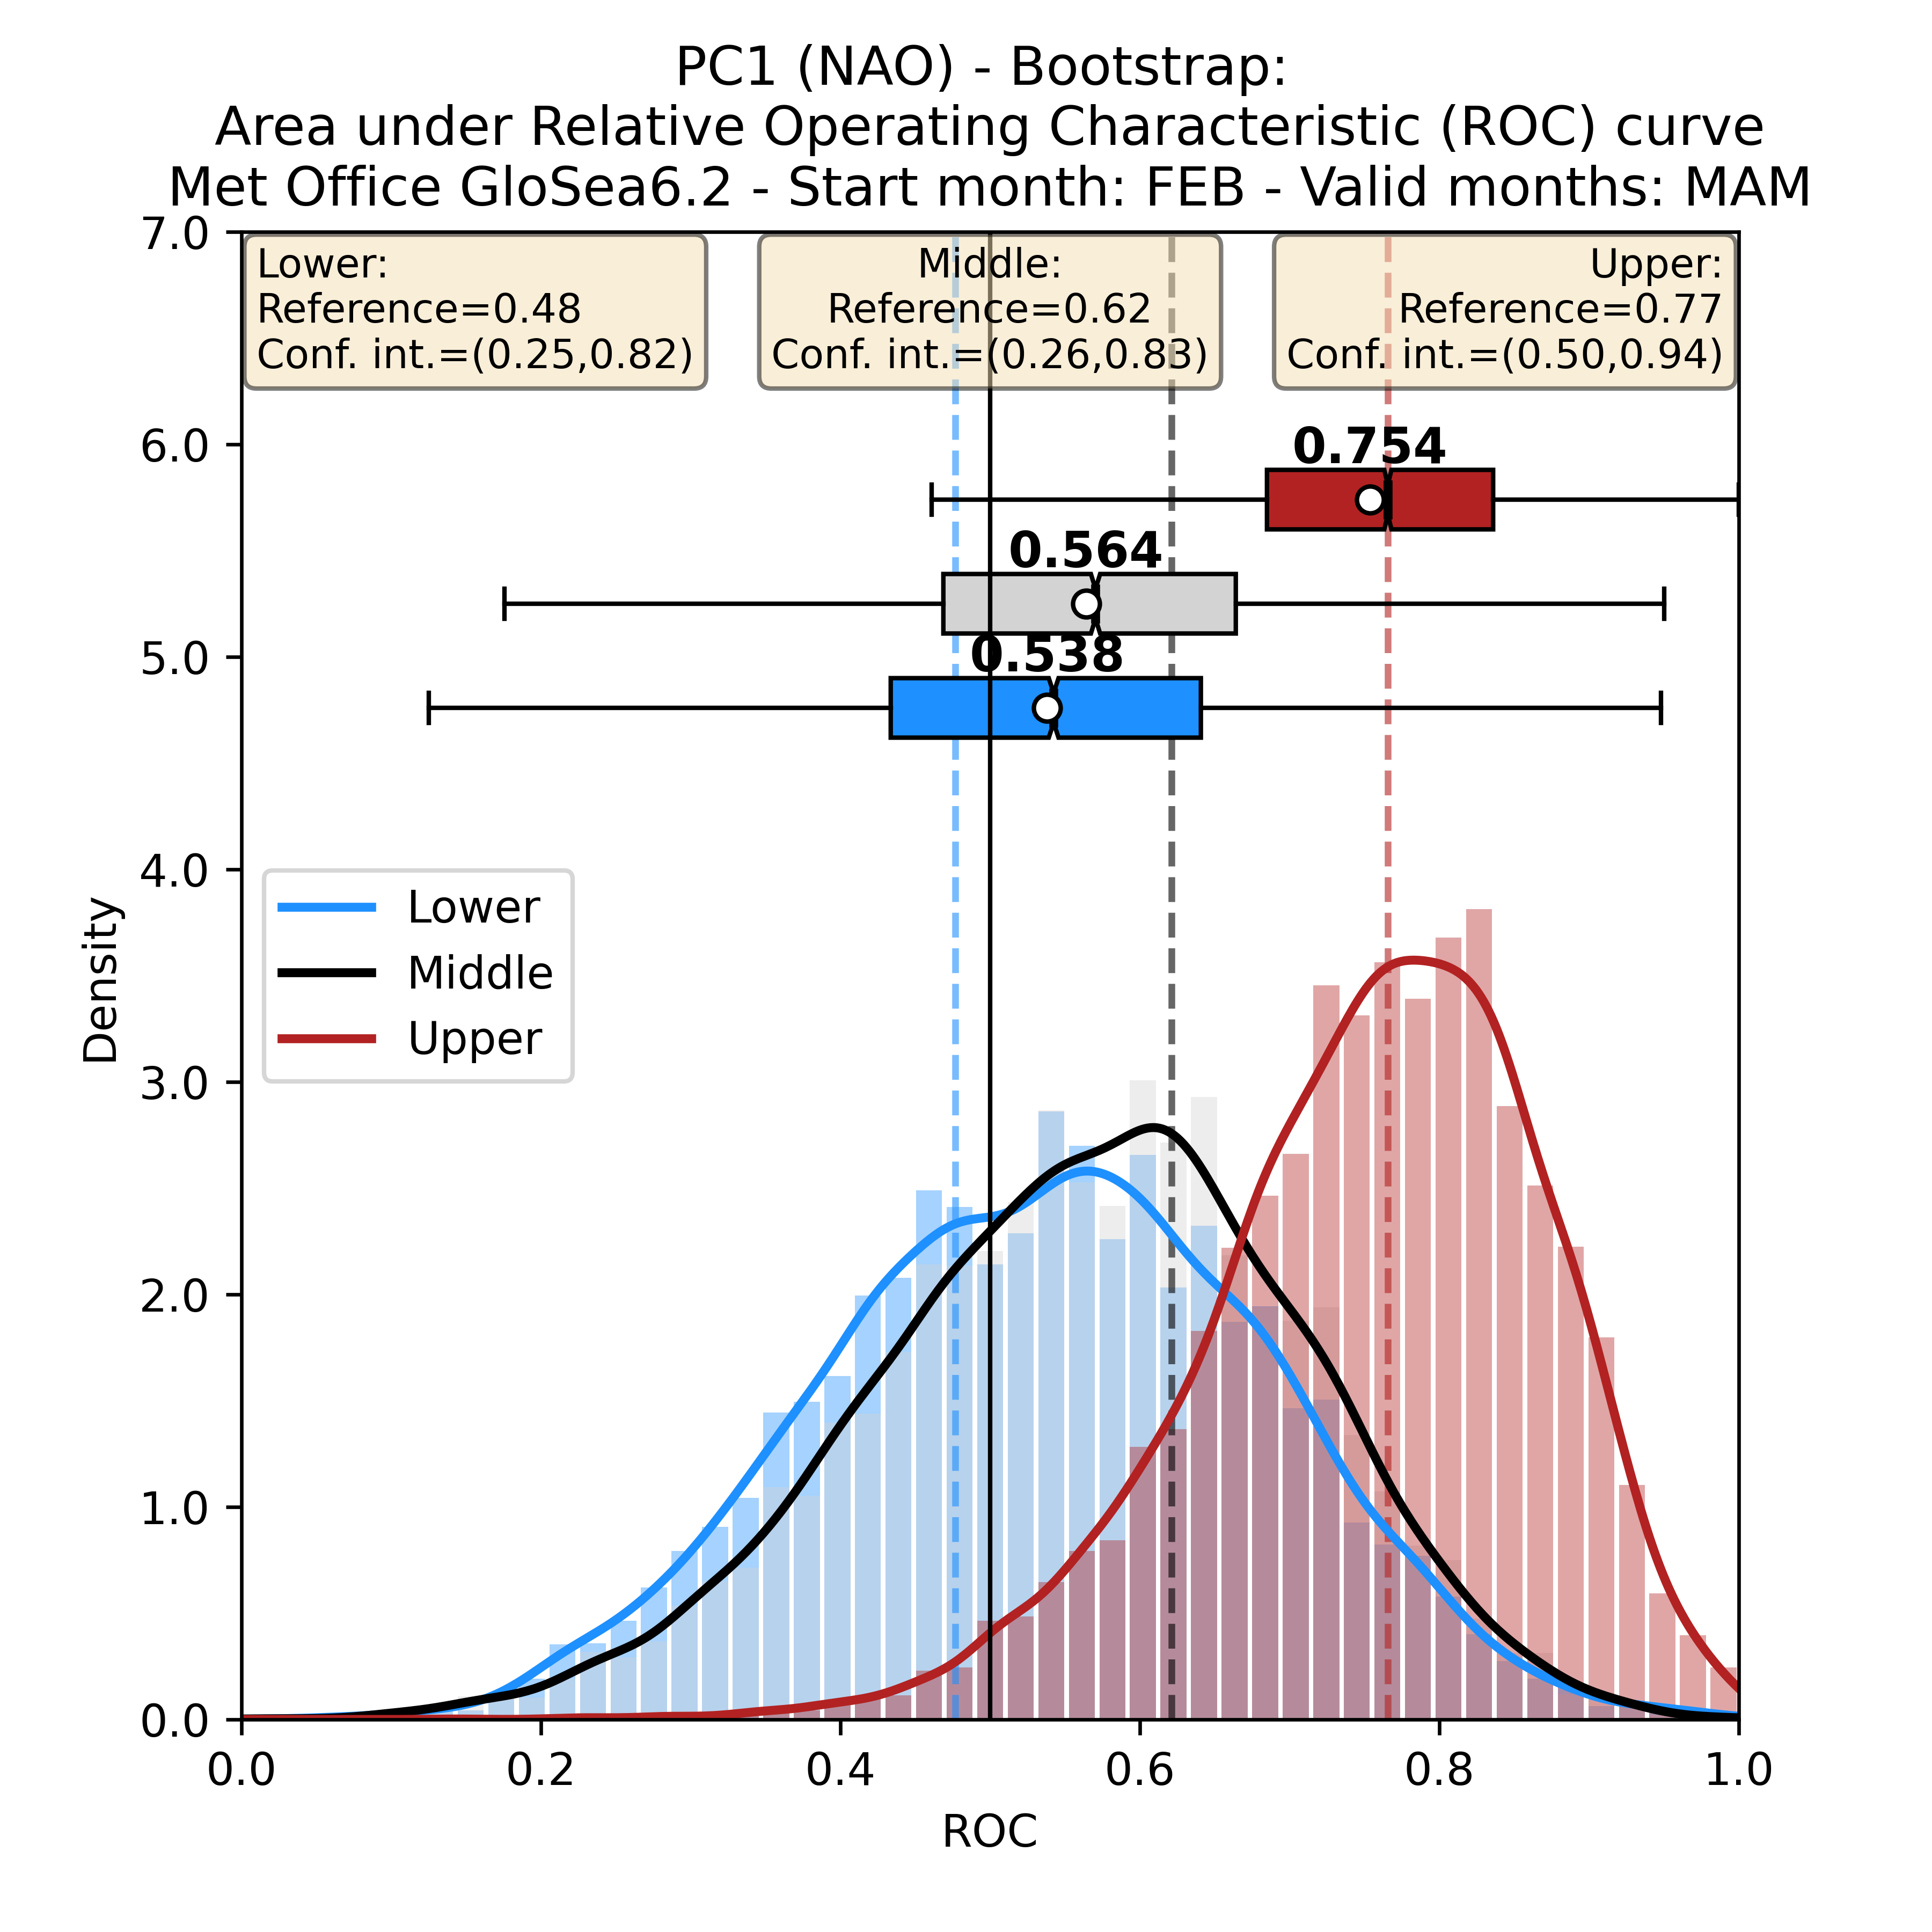 PC1 (NAO) - Bootstrap:
Area under Relative Operating Characteristic (ROC) curve
Met Office GloSea6.2 - Start month: FEB - Valid months: MAM
7.0
Lower:
Reference=0.48
Conf. int.=(0.25,0.82)
Middle:
Reference=0.62
Conf. int.=(0.26,0.83)
Upper:
Reference=0.77
Conf. int.=(0.50,0.94)
6.0
0.754
0.564
5.0
0.538
4.0
Lower
Middle
Upper
Density
3.0
2.0
1.0
0.0
0.0
0.2
0.4
0.6
0.8
1.0
ROC